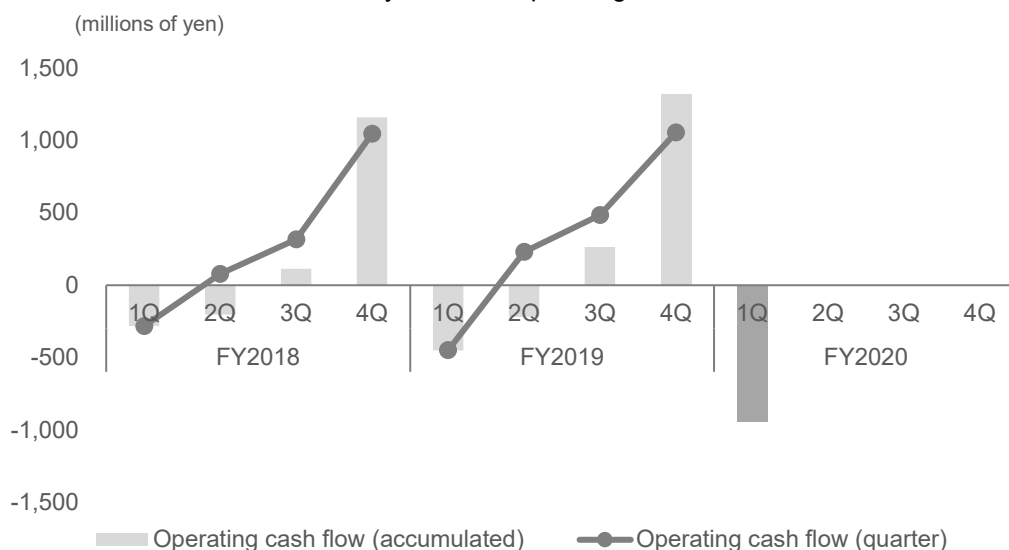 (millions of yen)
1,500
1,000
500
0
-500
-1,000
-1,500
1Q 2Q 3Q 4Q 1Q 2Q 3Q 4Q 1Q 2Q 3Q 4Q
FY2018 FY2019 FY2020
Operating cash flow (accumulated) Operating cash flow (quarter)